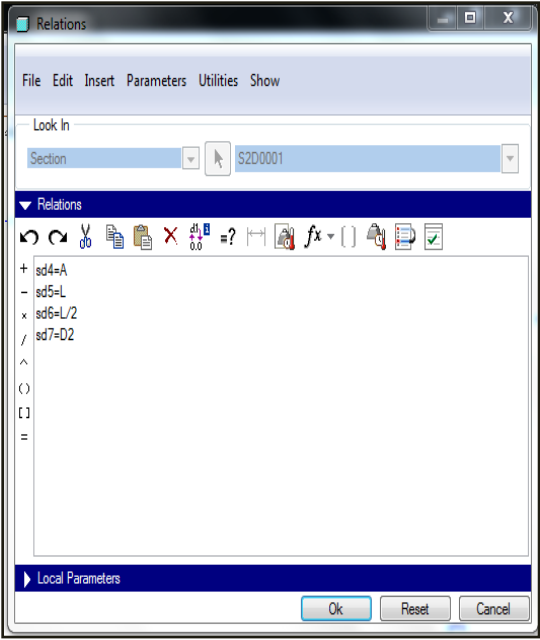 Relations
File Edit Insert Parameters Utilities Show
Look In
Section S2D0001
Relations
=? fx ( )
+ sd4=A
- sd5=L
× sd6=L/2
/ sd7=D2
^
()
[]
=
Local Parameters
Ok Reset Cancel